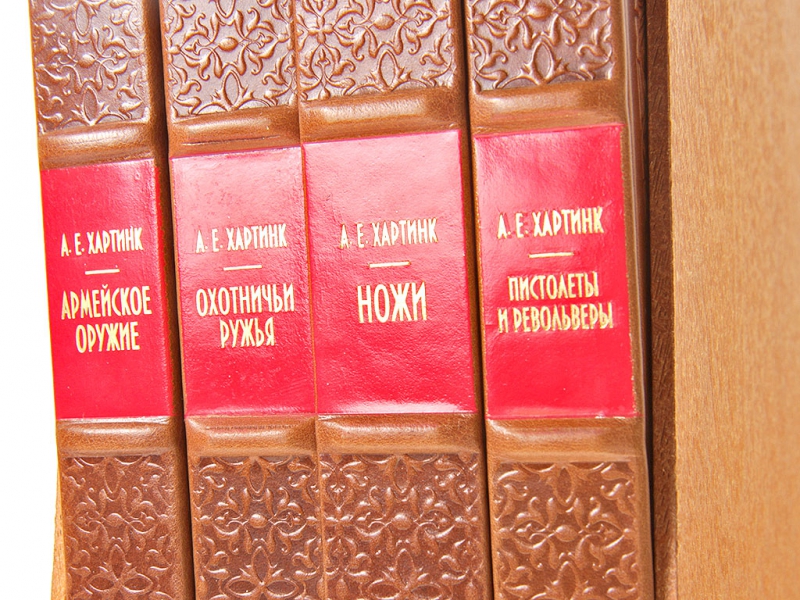 А. Е. ХАРТИНК
АРМЕЙСКОЕ
ОРУЖИЕ
А. Е. ХАРТИНК
ОХОТНИЧЬИ
РУЖЬЯ
А. Е. ХАРТИНК
НОЖИ
А. Е. ХАРТИНК
ПИСТОЛЕТЫ
И РЕВОЛЬВЕРЫ